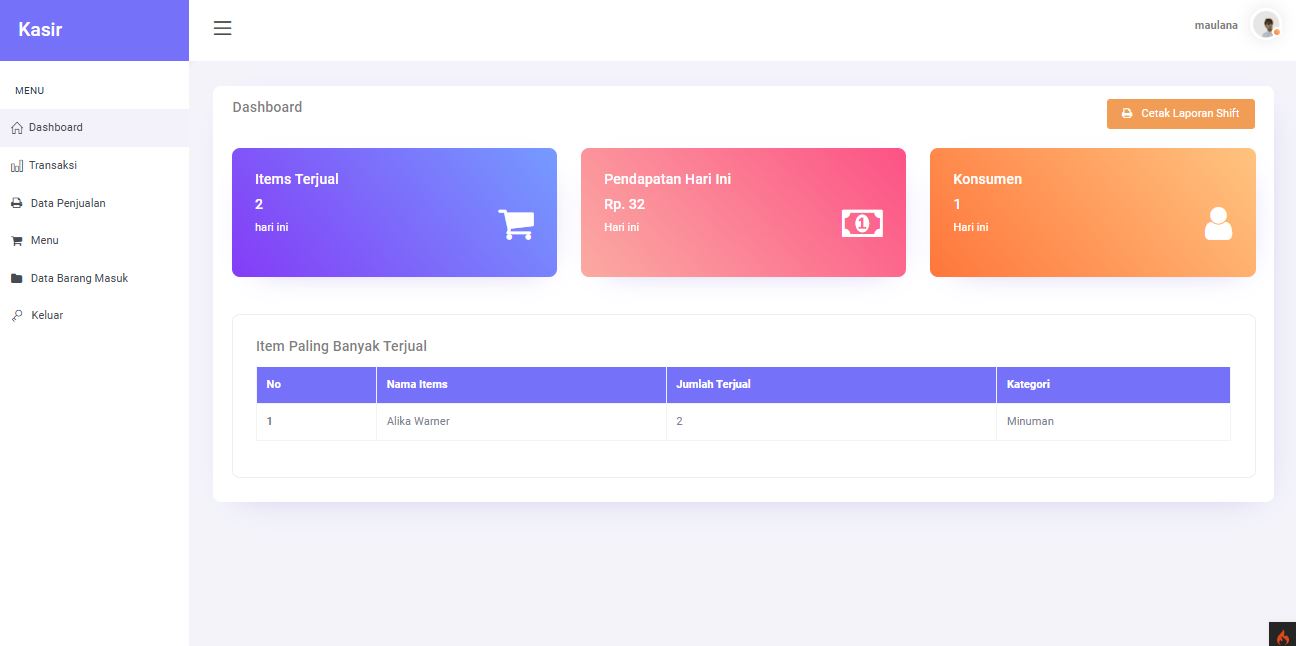 Kasir
maulana
MENU
Dashboard
Transaksi
Data Penjualan
Menu
Data Barang Masuk
Keluar
Dashboard
Cetak Laporan Shift
Items Terjual
2
hari ini
Pendapatan Hari Ini
Rp. 32
Hari ini
1
Konsumen
1
Hari ini
Item Paling Banyak Terjual
No Nama Items Jumlah Terjual Kategori
1 Alika Warner 2 Minuman